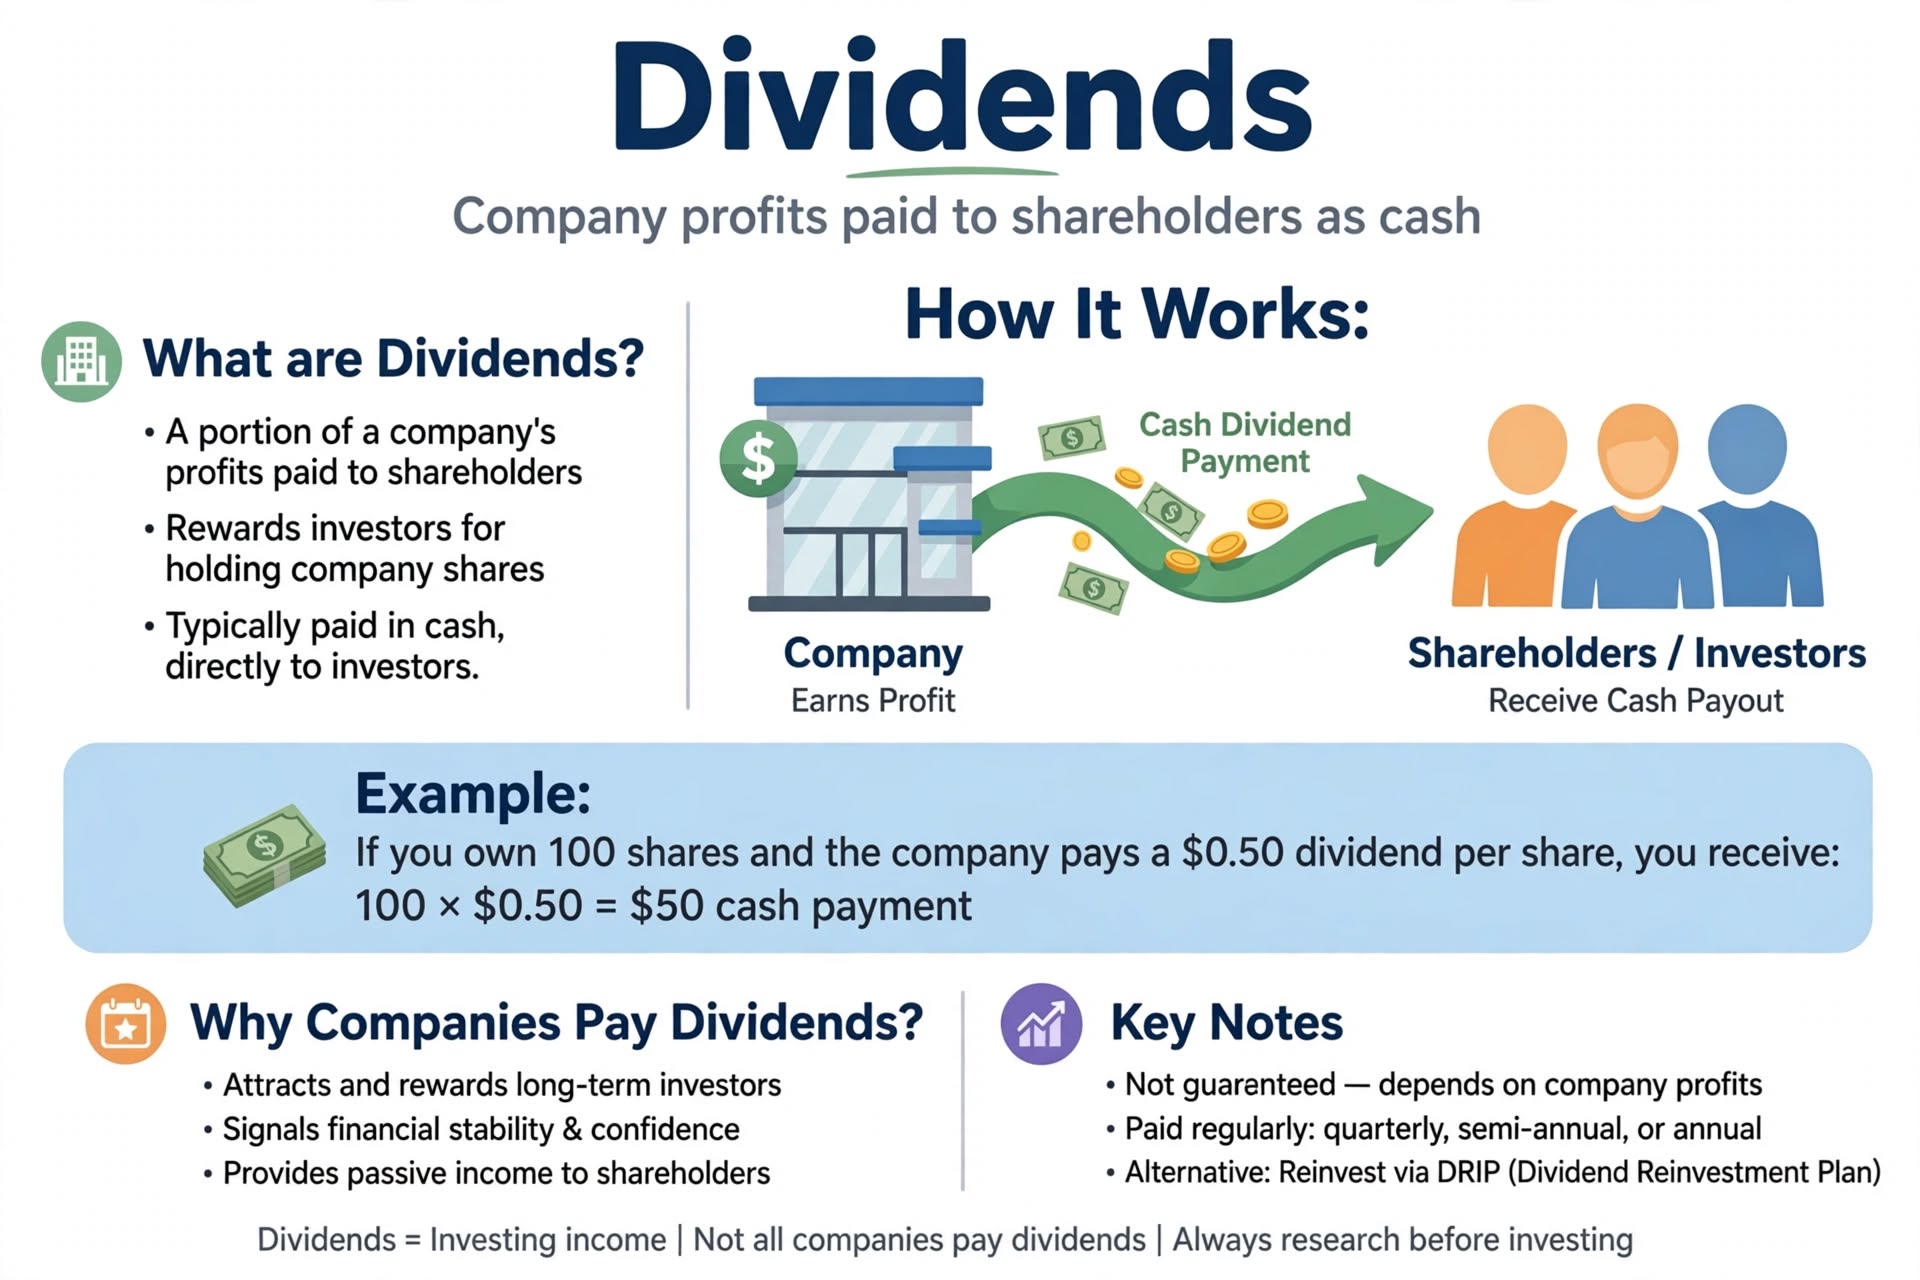 Dividends
Company profits paid to shareholders as cash
What are Dividends?
• A portion of a company's
profits paid to shareholders
• Rewards investors for
holding company shares
• Typically paid in cash,
directly to investors.
How It Works:
$
$
Cash Dividend
Payment
$
$
Company
Earns Profit
Shareholders / Investors
Receive Cash Payout
$
Example:
If you own 100 shares and the company pays a $0.50 dividend per share, you receive:
100 × $0.50 = $50 cash payment
Why Companies Pay Dividends?
• Attracts and rewards long-term investors
• Signals financial stability & confidence
• Provides passive income to shareholders
Key Notes
• Not guaranteed — depends on company profits
• Paid regularly: quarterly, semi-annual, or annual
• Alternative: Reinvest via DRIP (Dividend Reinvestment Plan)
Dividends = Investing income | Not all companies pay dividends | Always research before investing